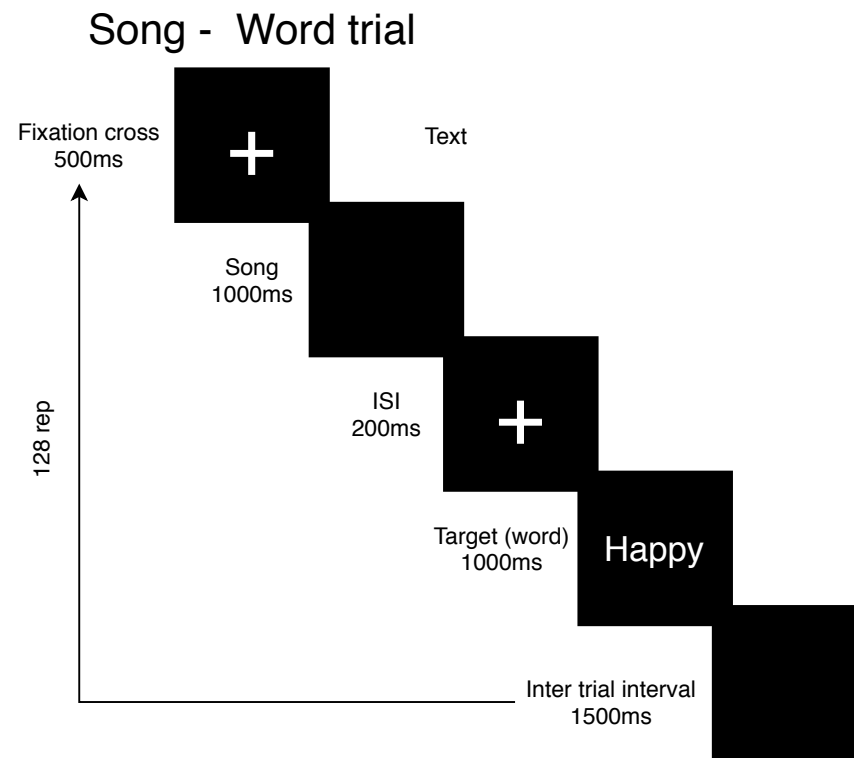 Song -  Word trial
Fixation cross
500ms
Text
Song
1000ms
ISI
200ms
128 rep
Target (word)
1000ms
Happy
Inter trial interval
1500ms